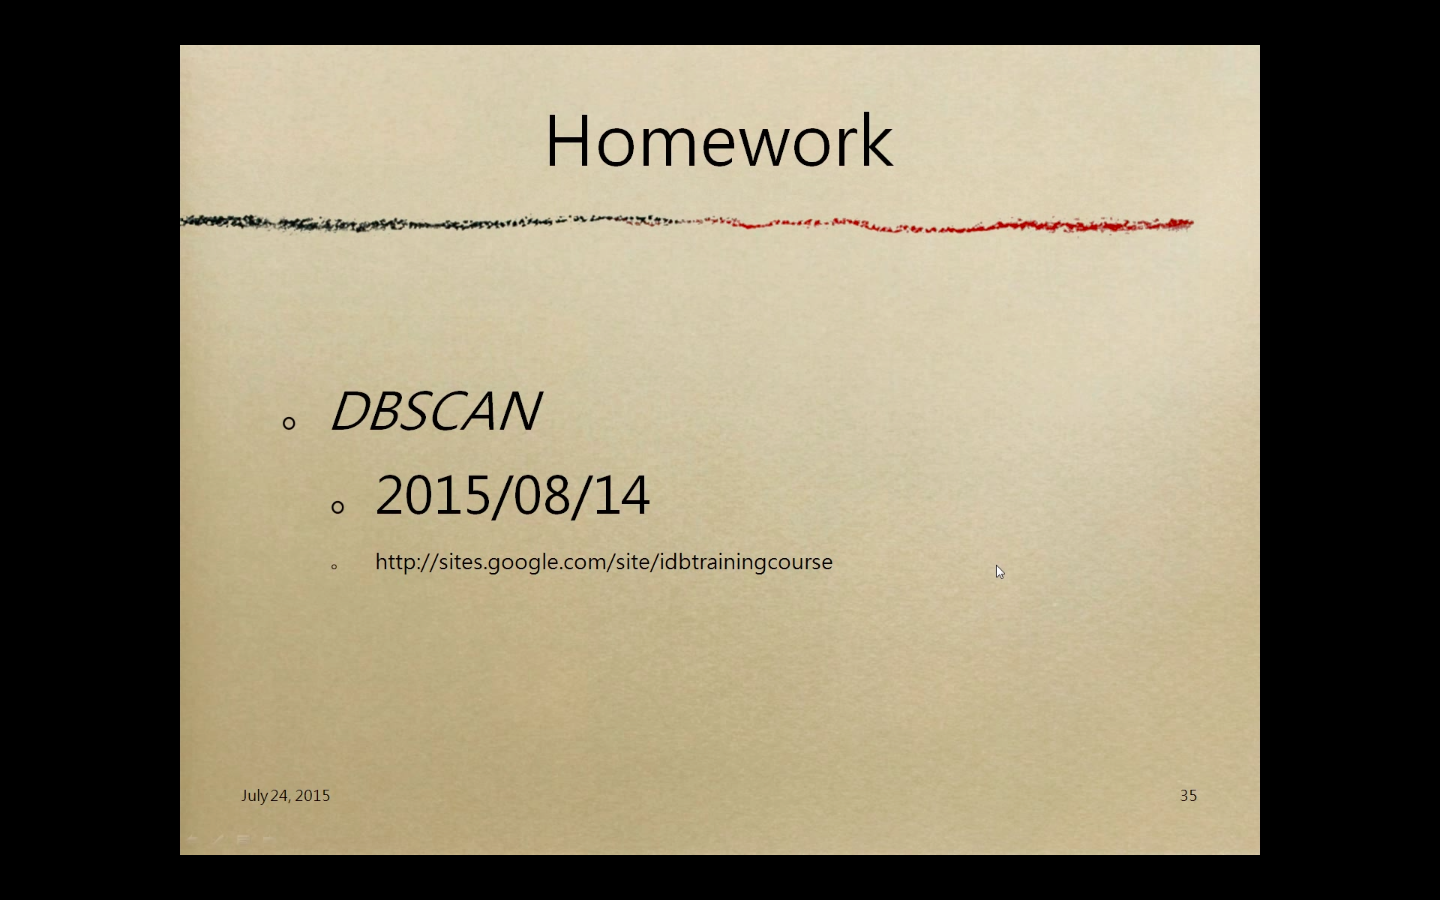 Homework
DBSCAN
2015/08/14
http://sites.google.com/site/idbtrainingcourse
July 24, 2015
35